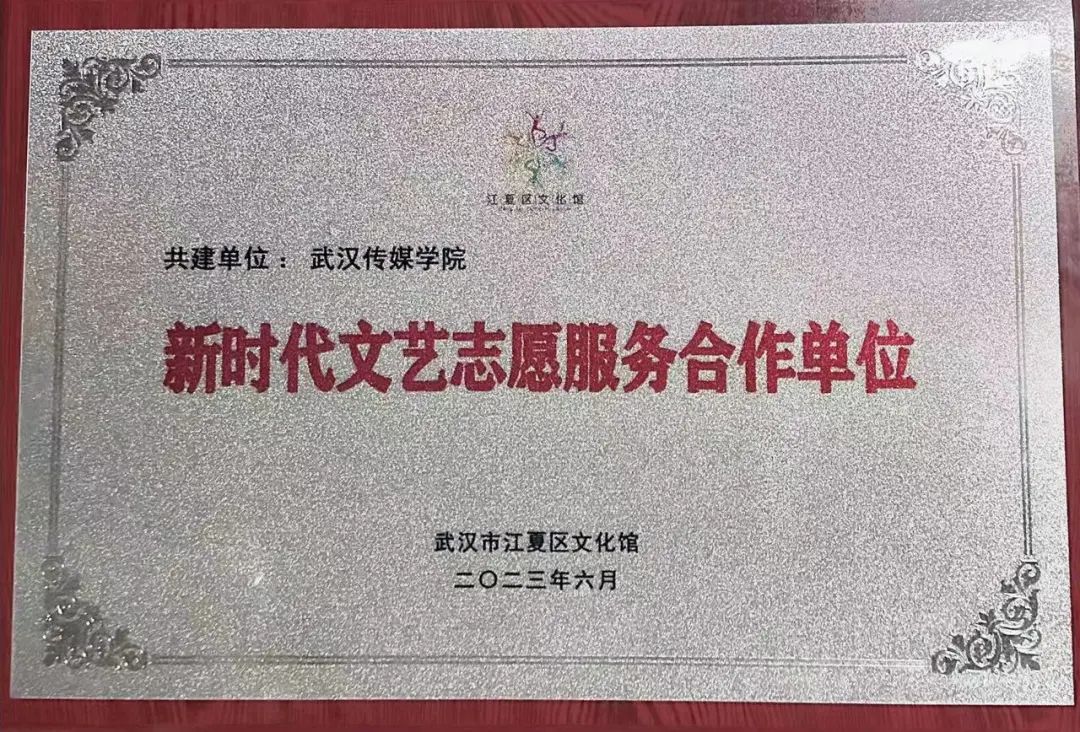 江夏区文化馆
共建单位： 武汉传媒学院
新时代文艺志愿服务合作单位
武汉市江夏区文化馆
二〇二三年六月